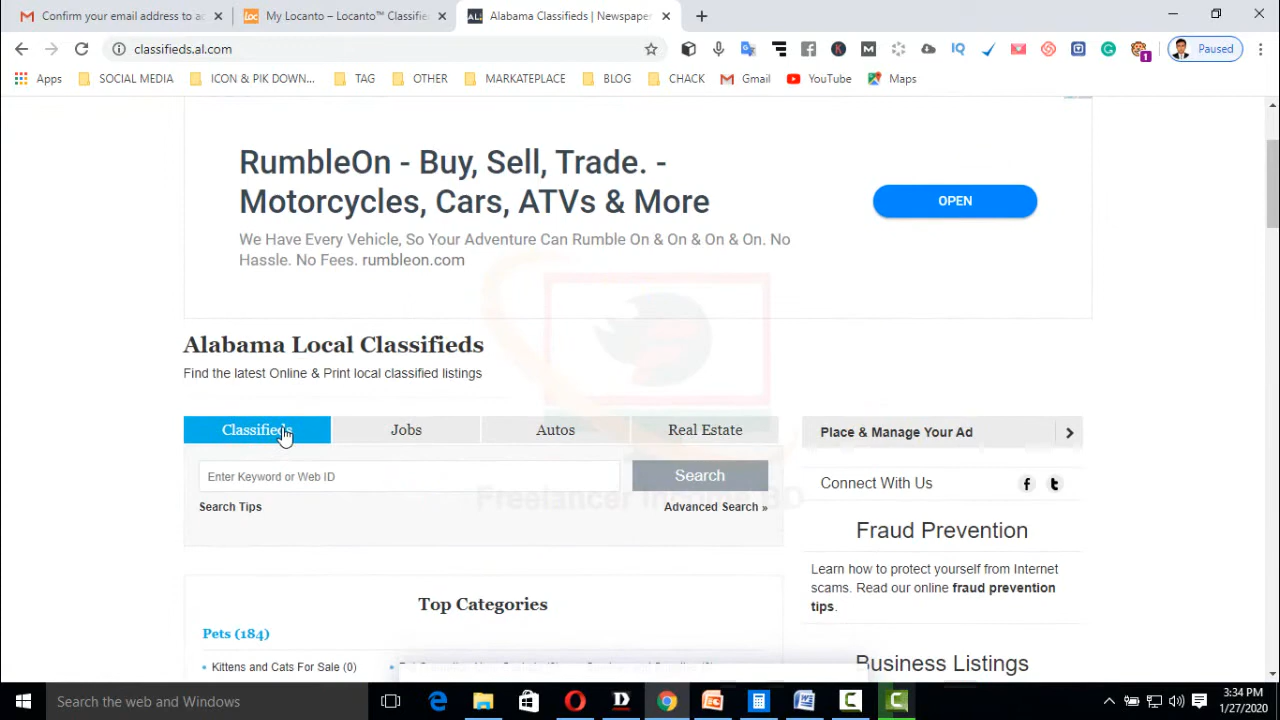 Confirm your email address to ac
My Locanto – Locanto™ Classifie
Alabama Classifieds | Newspaper
classifieds.al.com
Paused
Apps
SOCIAL MEDIA
ICON & PIK DOWN...
TAG
OTHER
MARKATEPLACE
BLOG
CHACK
Gmail
YouTube
Maps
RumbleOn - Buy, Sell, Trade. -
Motorcycles, Cars, ATVs & More
OPEN
We Have Every Vehicle, So Your Adventure Can Rumble On & On & On & On. No
Hassle. No Fees. rumbleon.com
Alabama Local Classifieds
Find the latest Online & Print local classified listings
Classifieds
Jobs
Autos
Real Estate
Place & Manage Your Ad
Enter Keyword or Web ID
Search
Connect With Us
Freelancer Income BD
Search Tips
Advanced Search »
Fraud Prevention
Learn how to protect yourself from Internet
scams. Read our online fraud prevention
tips.
Top Categories
Pets (184)
Kittens and Cats For Sale (0)
Business Listings
Search the web and Windows
3:34 PM
1/27/2020